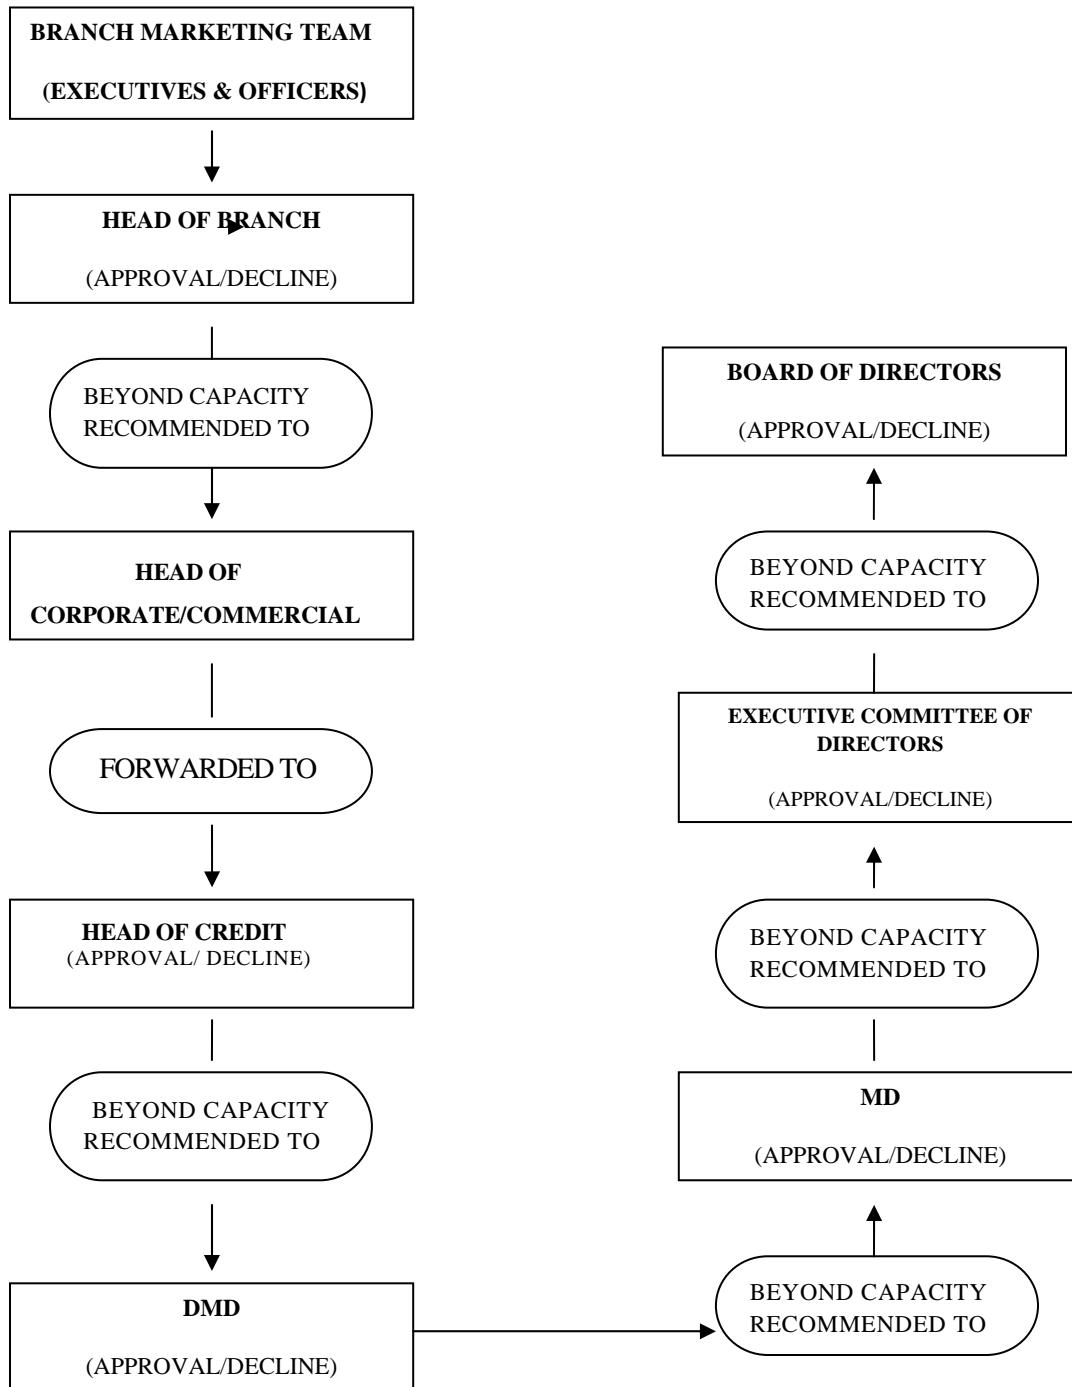 BRANCH MARKETING TEAM
(EXECUTIVES & OFFICERS)
HEAD OF BRANCH
(APPROVAL/DECLINE)
BEYOND CAPACITY
RECOMMENDED TO
HEAD OF
CORPORATE/COMMERCIAL
FORWARDED TO
HEAD OF CREDIT
(APPROVAL/ DECLINE)
BEYOND CAPACITY
RECOMMENDED TO
DMD
(APPROVAL/DECLINE)
BEYOND CAPACITY
RECOMMENDED TO
MD
(APPROVAL/DECLINE)
BEYOND CAPACITY
RECOMMENDED TO
EXECUTIVE COMMITTEE OF
DIRECTORS
(APPROVAL/DECLINE)
BEYOND CAPACITY
RECOMMENDED TO
BOARD OF DIRECTORS
(APPROVAL/DECLINE)